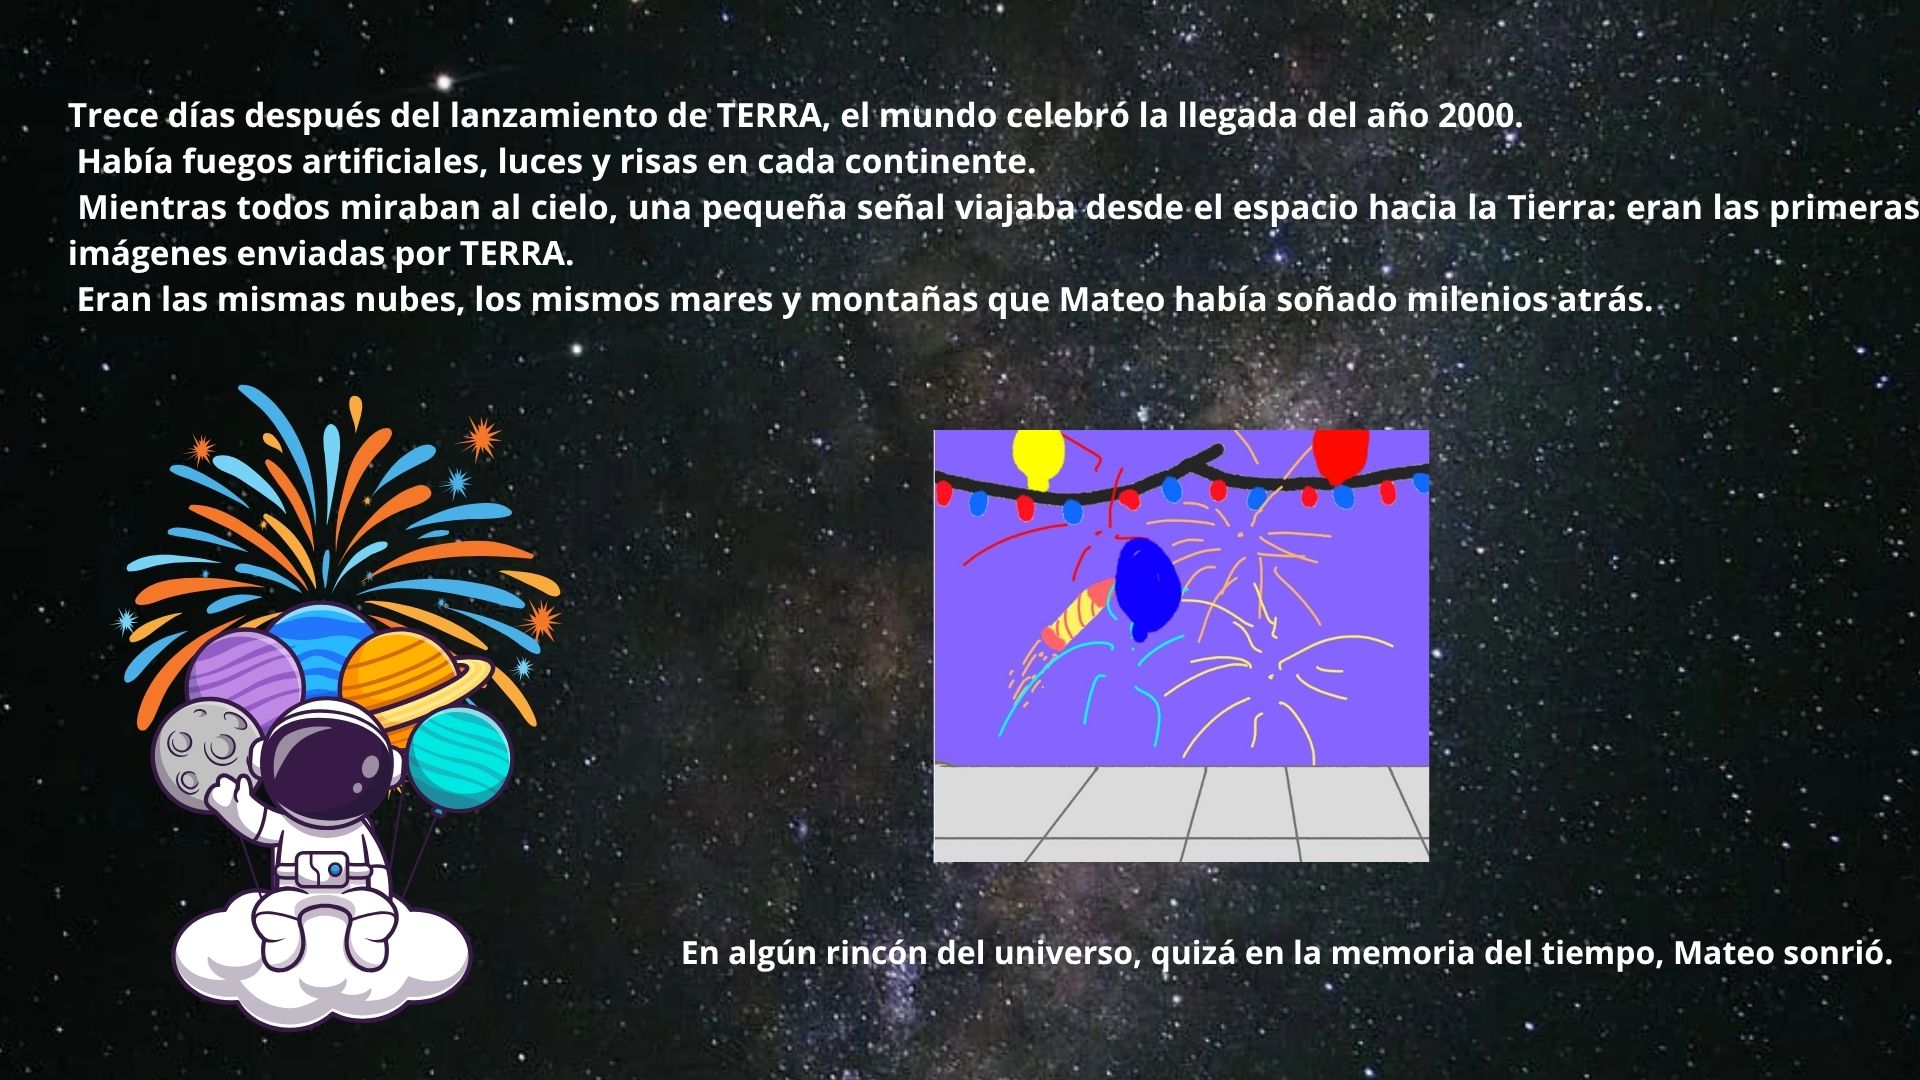 Trece días después del lanzamiento de TERRA, el mundo celebró la llegada del año 2000.
Había fuegos artificiales, luces y risas en cada continente.
Mientras todos miraban al cielo, una pequeña señal viajaba desde el espacio hacia la Tierra: eran las primeras
imágenes enviadas por TERRA.
Eran las mismas nubes, los mismos mares y montañas que Mateo había soñado milenios atrás.
En algún rincón del universo, quizá en la memoria del tiempo, Mateo sonrió.